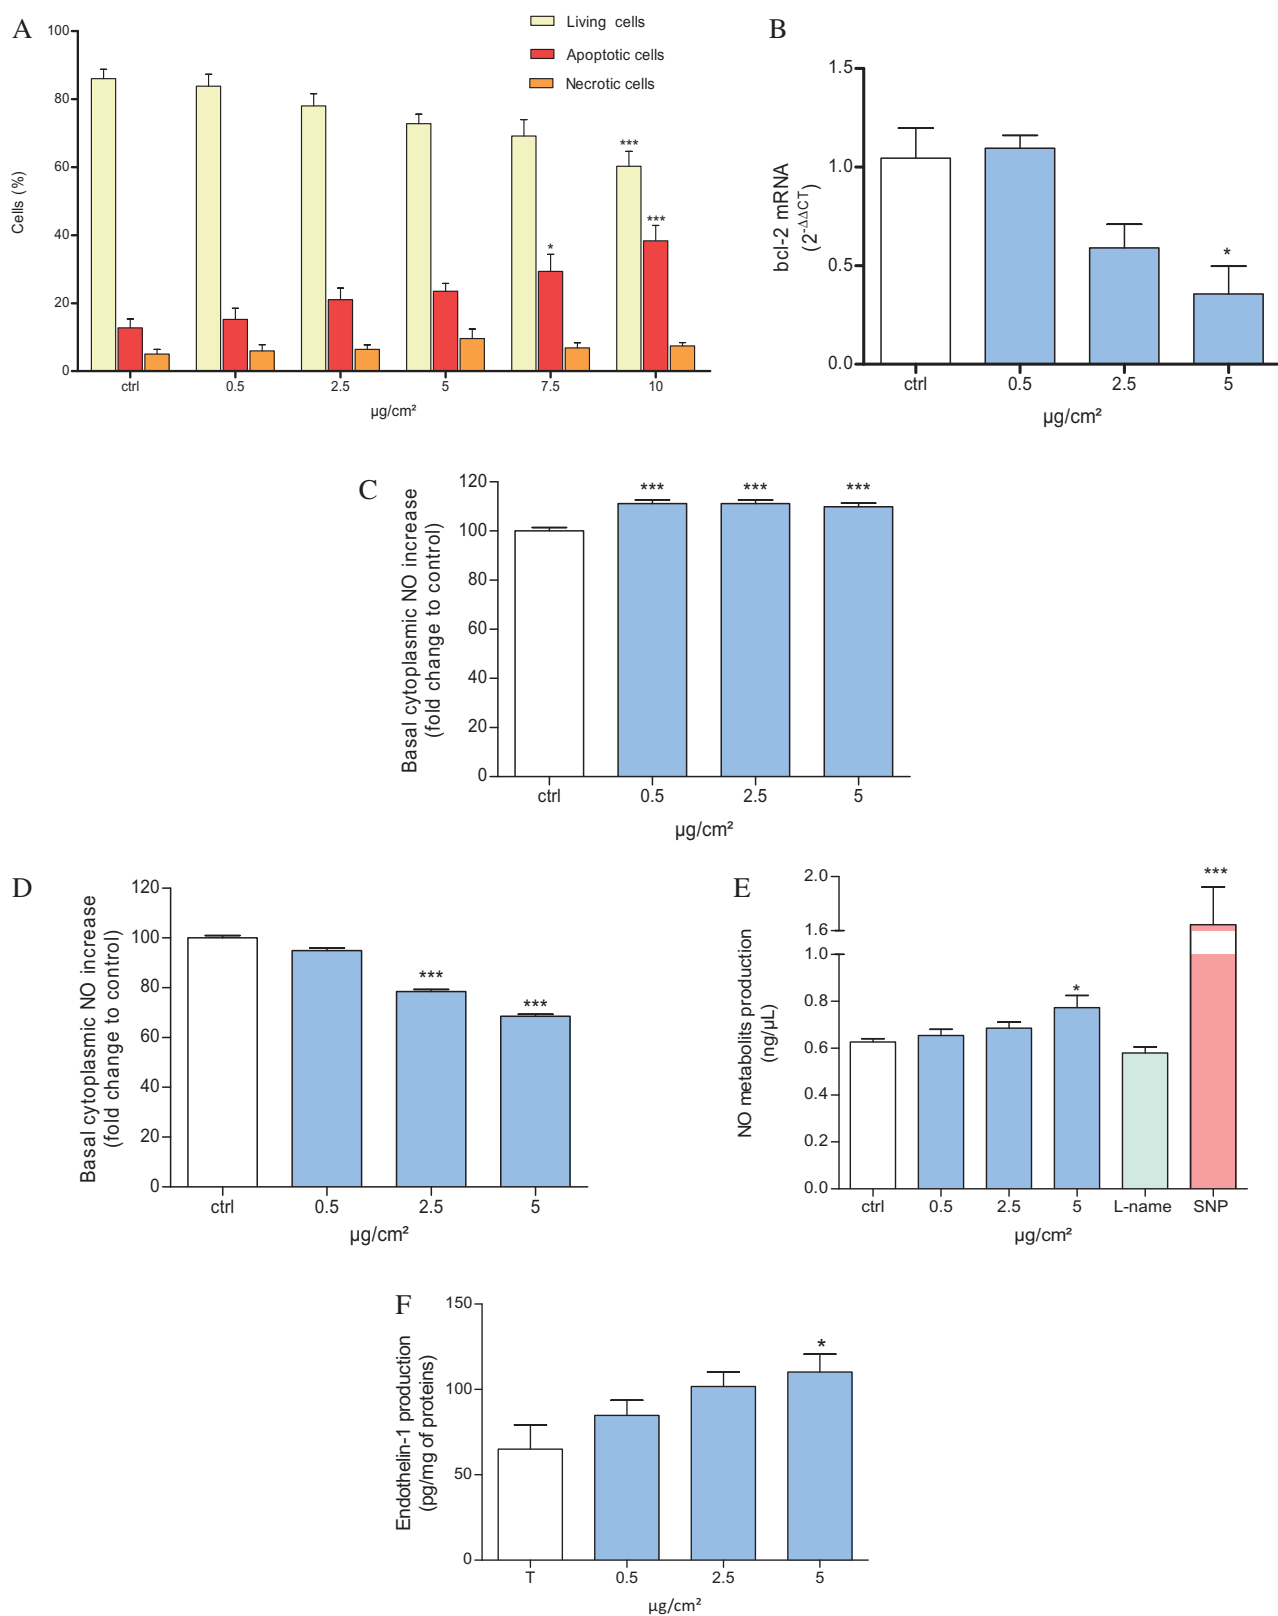 A
Living cells
Apoptotic cells
Necrotic cells
Cells (%)
100
80
60
40
20
0
***
***
*
ctrl 0.5 2.5 5 7.5 10
µg/cm²
B
bcl-2 mRNA
(2-ΔΔCT)
1.5
1.0
0.5
0.0
*
ctrl 0.5 2.5 5
µg/cm²
C
Basal cytoplasmic NO increase
(fold change to control)
120
100
80
60
40
20
0
*** *** ***
ctrl 0.5 2.5 5
µg/cm²
D
Basal cytoplasmic NO increase
(fold change to control)
120
100
80
60
40
20
0
***
***
ctrl 0.5 2.5 5
µg/cm²
E
NO metabolits production
(ng/µL)
2.0
1.6
1.0
0.8
0.6
0.4
0.2
0.0
***
*
ctrl 0.5 2.5 5 L-name SNP
µg/cm²
F
Endothelin-1 production
(pg/mg of proteins)
150
100
50
0
*
T 0.5 2.5 5
µg/cm²